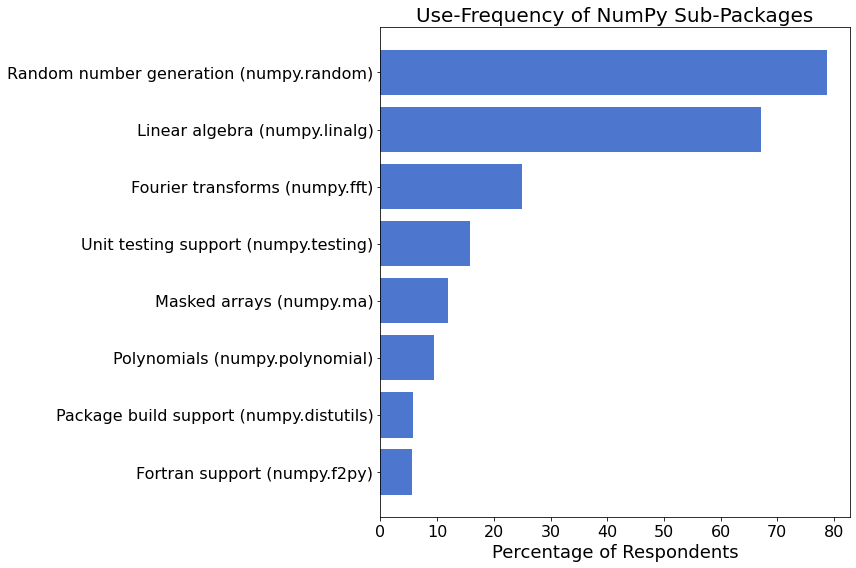 Use-Frequency of NumPy Sub-Packages
Random number generation (numpy.random)
Linear algebra (numpy.linalg)
Fourier transforms (numpy.fft)
Unit testing support (numpy.testing)
Masked arrays (numpy.ma)
Polynomials (numpy.polynomial)
Package build support (numpy.distutils)
Fortran support (numpy.f2py)
0 10 20 30 40 50 60 70 80
Percentage of Respondents